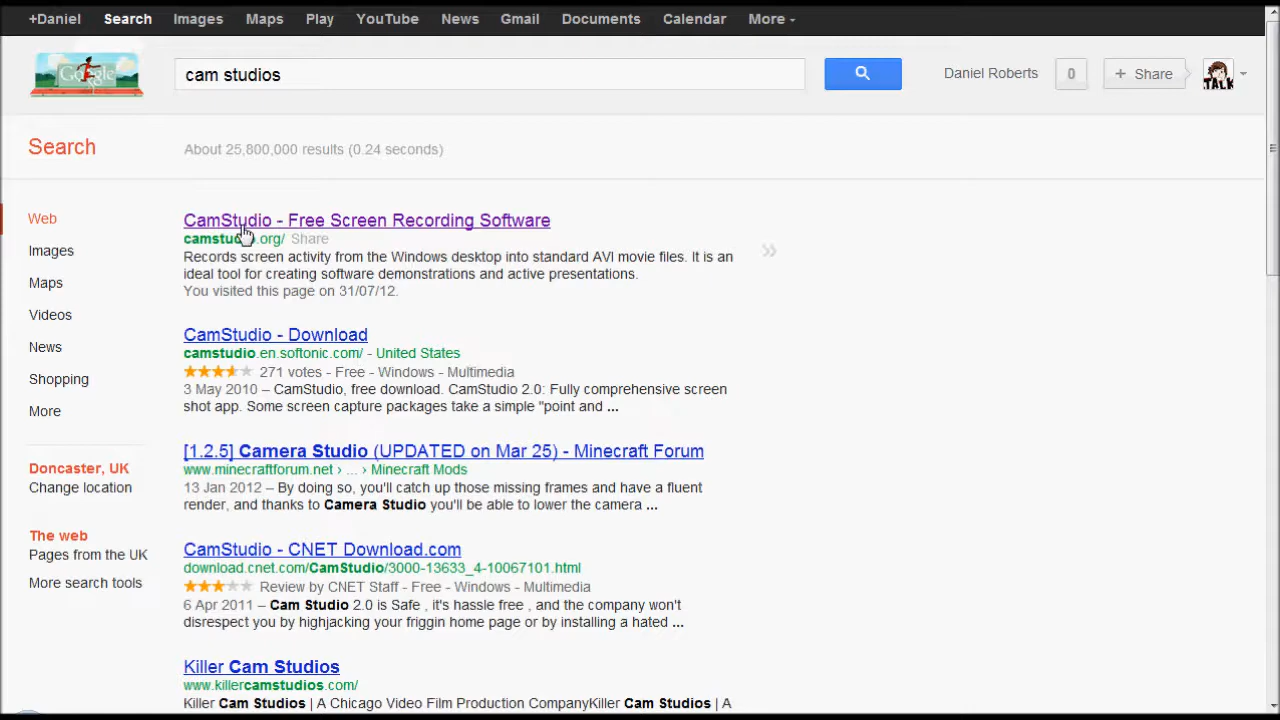 +Daniel Search Images Maps Play YouTube News Gmail Documents Calendar More
Google cam studios Daniel Roberts 0 + Share TALK
Search About 25,800,000 results (0.24 seconds)
Web
Images
Maps
Videos
News
Shopping
More
Doncaster, UK
Change location
The web
Pages from the UK
More search tools
CamStudio - Free Screen Recording Software
camstudio.org/ Share
Records screen activity from the Windows desktop into standard AVI movie files. It is an
ideal tool for creating software demonstrations and active presentations.
You visited this page on 31/07/12.
CamStudio - Download
camstudio.en.softonic.com/ - United States
271 votes - Free - Windows - Multimedia
3 May 2010 – CamStudio, free download. CamStudio 2.0: Fully comprehensive screen
shot app. Some screen capture packages take a simple "point and ...
[1.2.5] Camera Studio (UPDATED on Mar 25) - Minecraft Forum
www.minecraftforum.net › ... › Minecraft Mods
13 Jan 2012 – By doing so, you'll catch up those missing frames and have a fluent
render, and thanks to Camera Studio you'll be able to lower the camera ...
CamStudio - CNET Download.com
download.cnet.com/CamStudio/3000-13633_4-10067101.html
Review by CNET Staff - Free - Windows - Multimedia
6 Apr 2011 – Cam Studio 2.0 is Safe , it's hassle free , and the company won't
disrespect you by highjacking your friggin home page or by installing a hated ...
Killer Cam Studios
www.killercamstudios.com/
Killer Cam Studios | A Chicago Video Film Production CompanyKiller Cam Studios | A